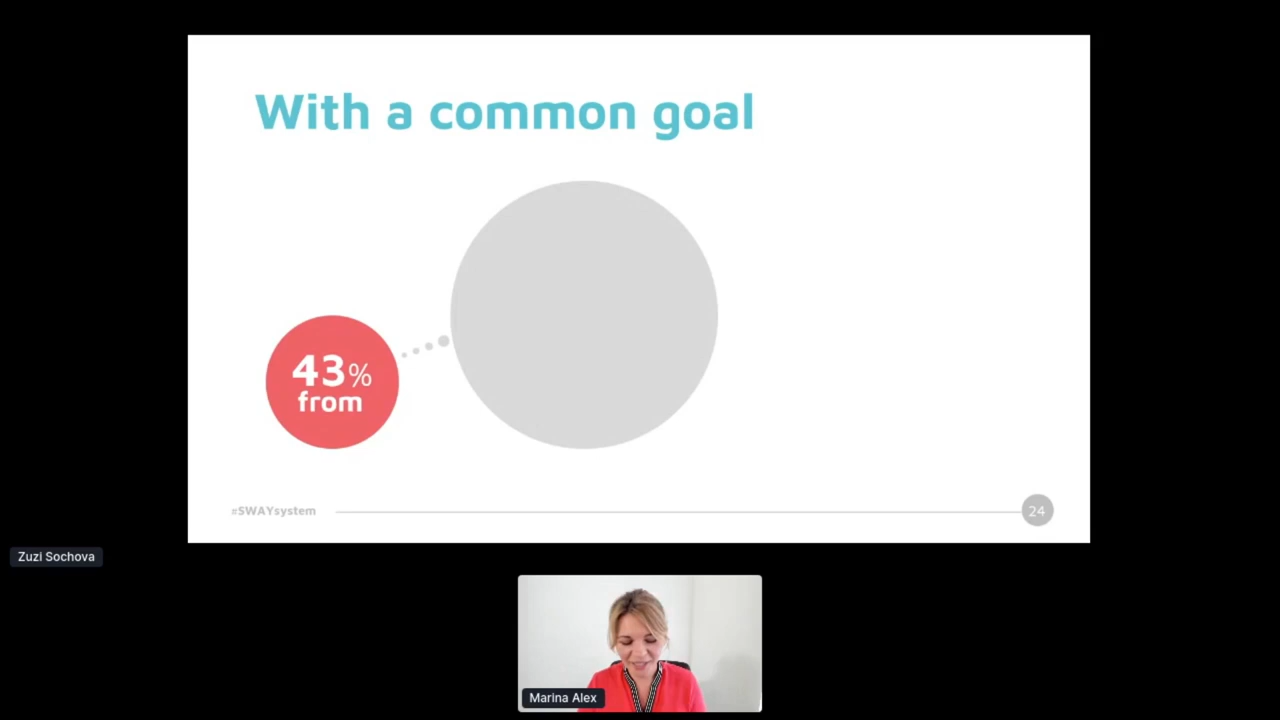 With a common goal
43%
from
#SWAYsystem
24
Zuzi Sochova
Marina Alex